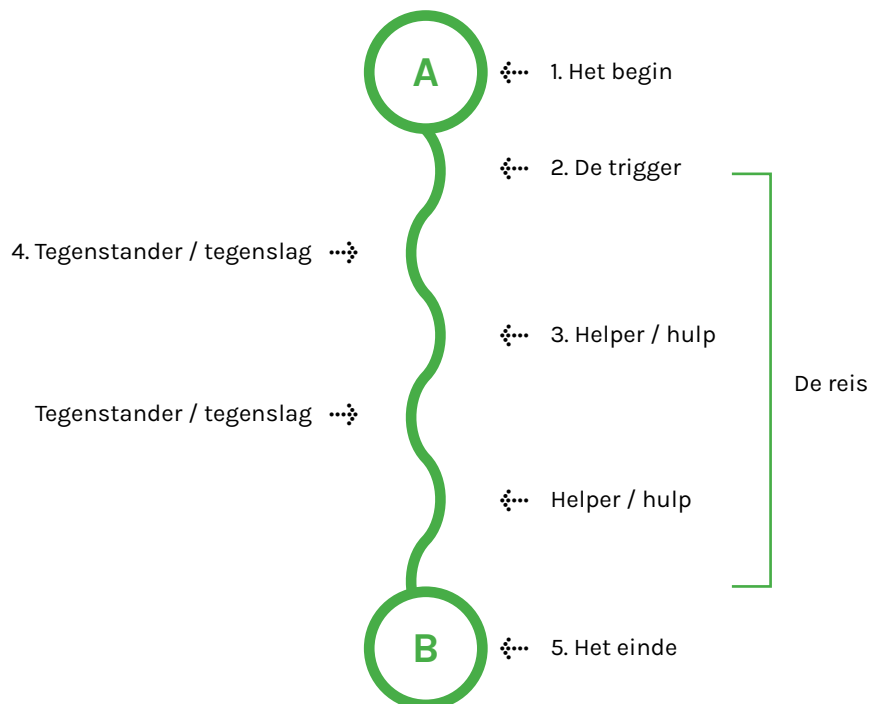 A
1. Het begin
2. De trigger
4. Tegenstander / tegenslag
3. Helper / hulp
De reis
Tegenstander / tegenslag
Helper / hulp
B
5. Het einde